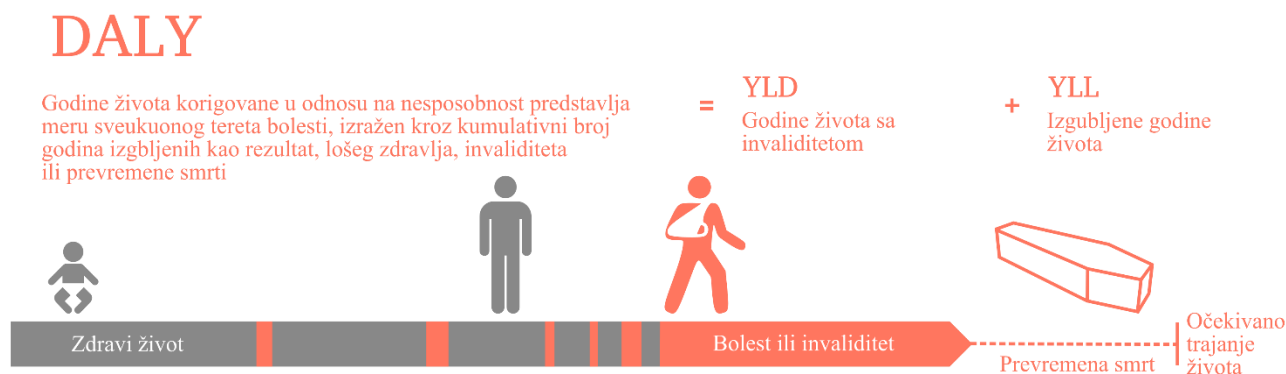 DALY
Godine života korigovane u odnosu na nesposobnost predstavlja
meru sveukuonog tereta bolesti, izražen kroz kumulativni broj
godina izgbljenih kao rezultat, lošeg zdravlja, invaliditeta
ili prevremene smrti
=
YLD
Godine života sa
invaliditetom
+
YLL
Izgubljene godine
života
Zdravi život
Bolest ili invaliditet
Prevremena smrt
Očekivano
trajanje
života